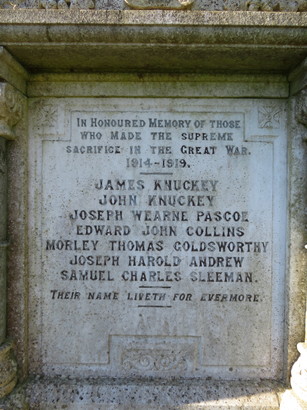 IN HONOURED MEMORY OF THOSE
WHO MADE THE SUPREME
SACRIFICE IN THE GREAT WAR.
1914-1919.
JAMES KNUCKEY
JOHN KNUCKEY
JOSEPH WEARNE PASCOE
EDWARD JOHN COLLINS
MORLEY THOMAS GOLDSWORTHY
JOSEPH HAROLD ANDREW
SAMUEL CHARLES SLEEMAN.
THEIR NAME LIVETH FOR EVERMORE.